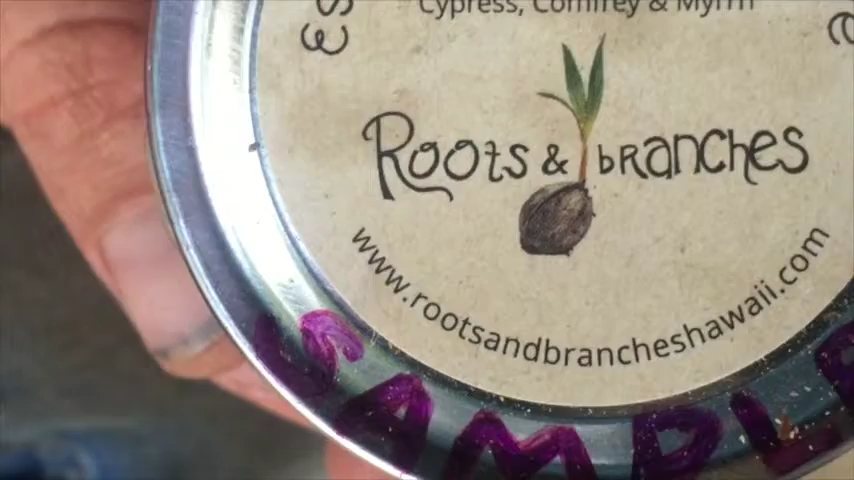 Cypress, Comfrey & Myrrh
Roots & bRanches
www.rootsandbrancheshawaii.com
SAMPLE